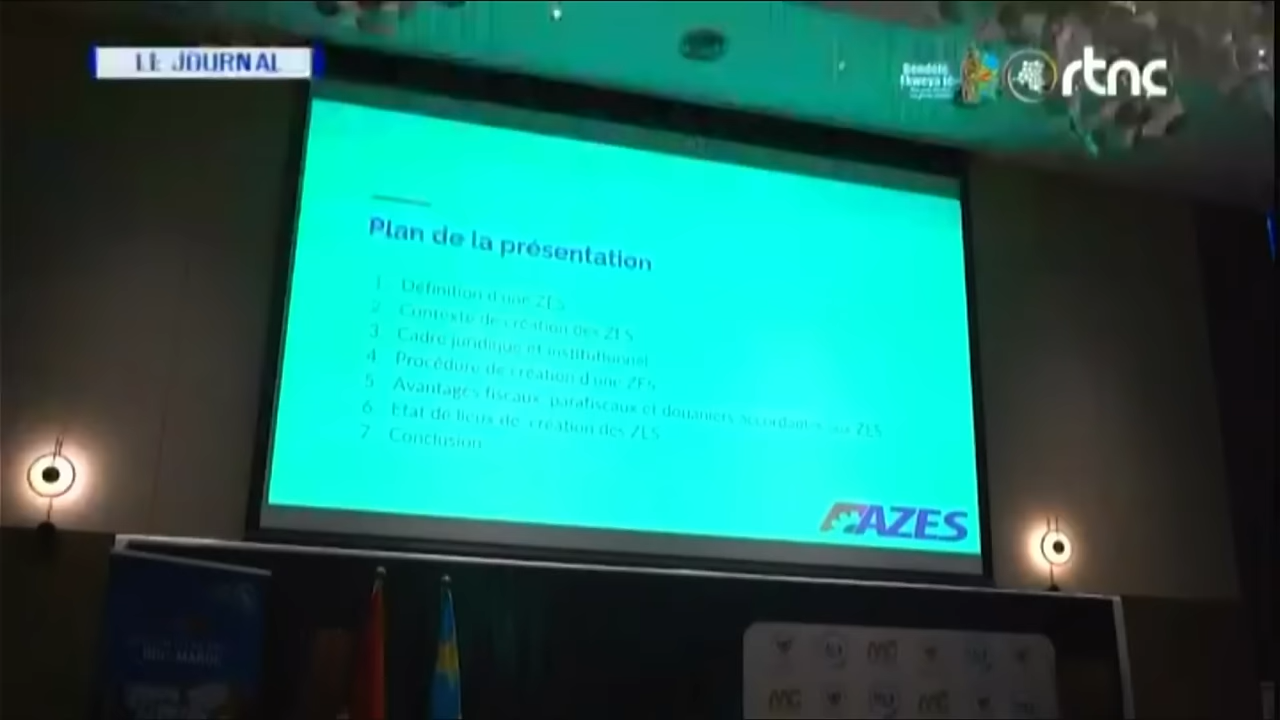 LE JOURNAL
rtnc
Plan de la présentation
1. Définition d'une ZES
2. Contexte de création des ZES
3. Cadre juridique et institutionnel
4. Procédure de création d'une ZES
5. Avantages fiscaux, parafiscaux et douaniers accordants aux ZES
6. Etat de lieux de création des ZES
7. Conclusion
AZES